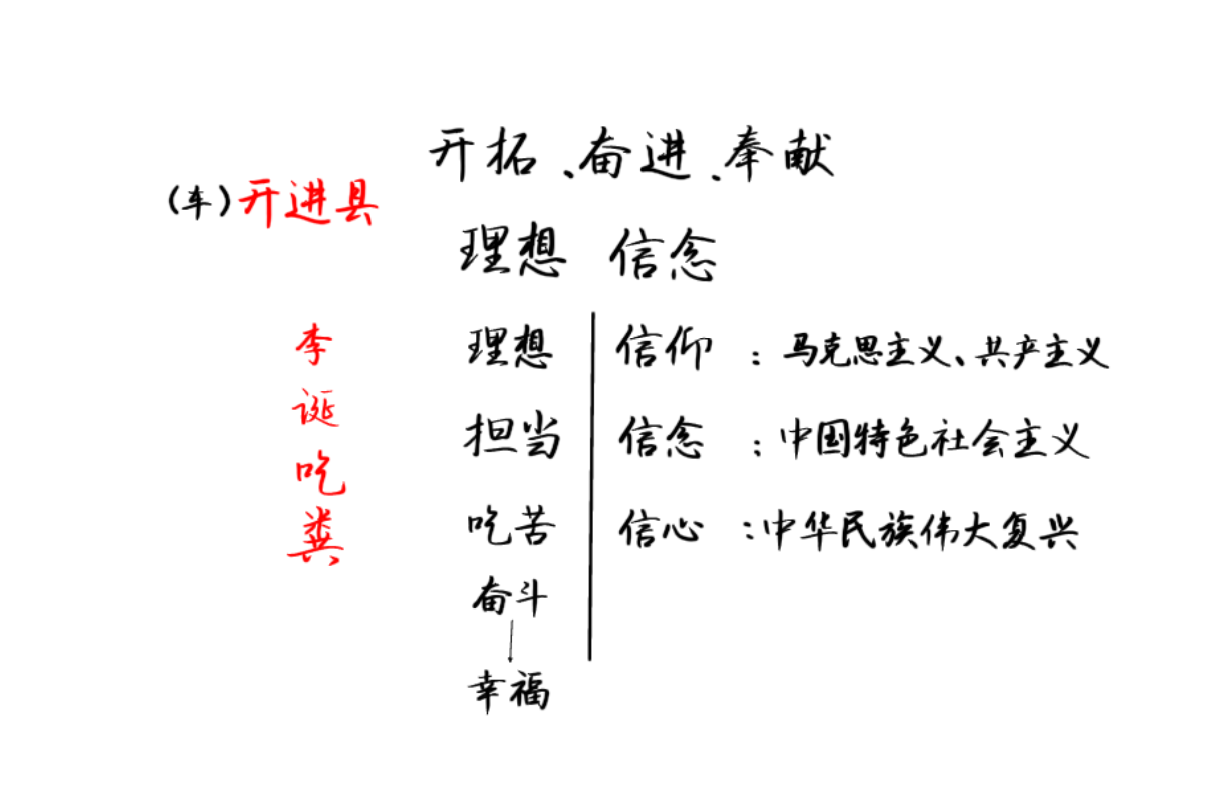 开拓、奋进、奉献
(车)开进县
理想 信念
李
诞
吃
粪
理想
担当
吃苦
奋斗
幸福
信仰：马克思主义、共产主义
信念：中国特色社会主义
信心：中华民族伟大复兴